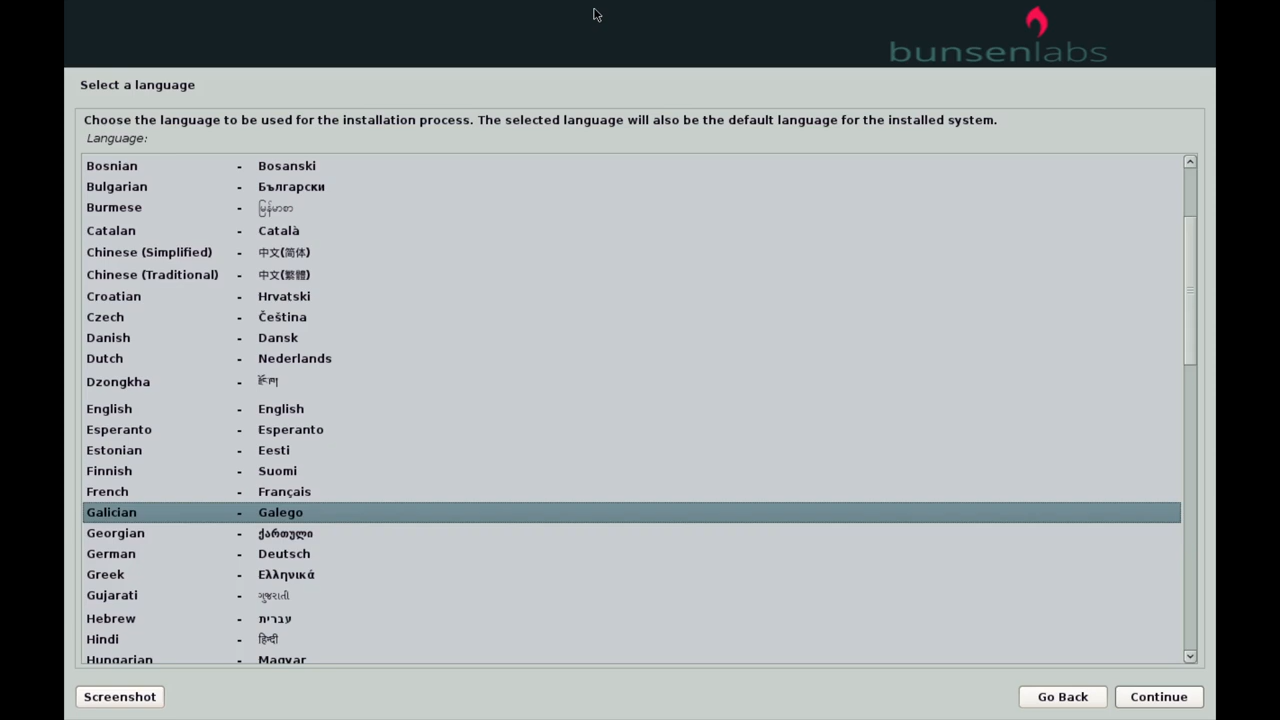 bunsenlabs
Select a language
Choose the language to be used for the installation process. The selected language will also be the default language for the installed system.
Language:
Bosnian - Bosanski
Bulgarian - Български
Burmese - မြန်မာစာ
Catalan - Català
Chinese (Simplified) - 中文(简体)
Chinese (Traditional) - 中文(繁體)
Croatian - Hrvatski
Czech - Čeština
Danish - Dansk
Dutch - Nederlands
Dzongkha - རྫོང་ཁ།
English - English
Esperanto - Esperanto
Estonian - Eesti
Finnish - Suomi
French - Français
Galician - Galego
Georgian - ქართული
German - Deutsch
Greek - Ελληνικά
Gujarati - ગુજરાતી
Hebrew - עברית
Hindi - हिन्दी
Hungarian - Magyar
Screenshot
Go Back
Continue